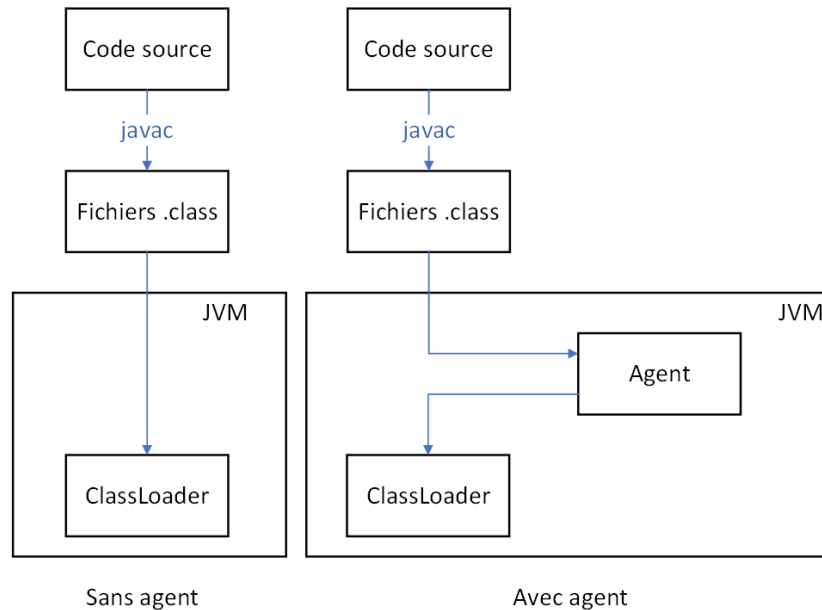 Code source
javac
Fichiers .class
JVM
ClassLoader
Sans agent
Code source
javac
Fichiers .class
JVM
Agent
ClassLoader
Avec agent